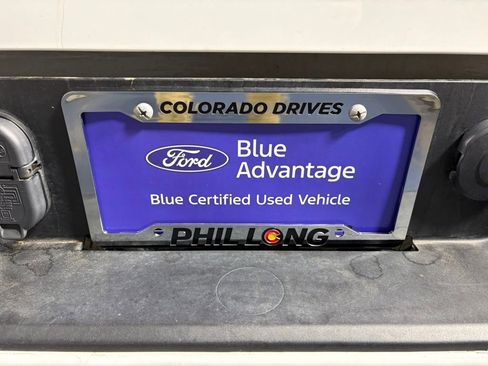 COLORADO DRIVES
Ford
Blue
Advantage
Blue Certified Used Vehicle
PHIL LONG